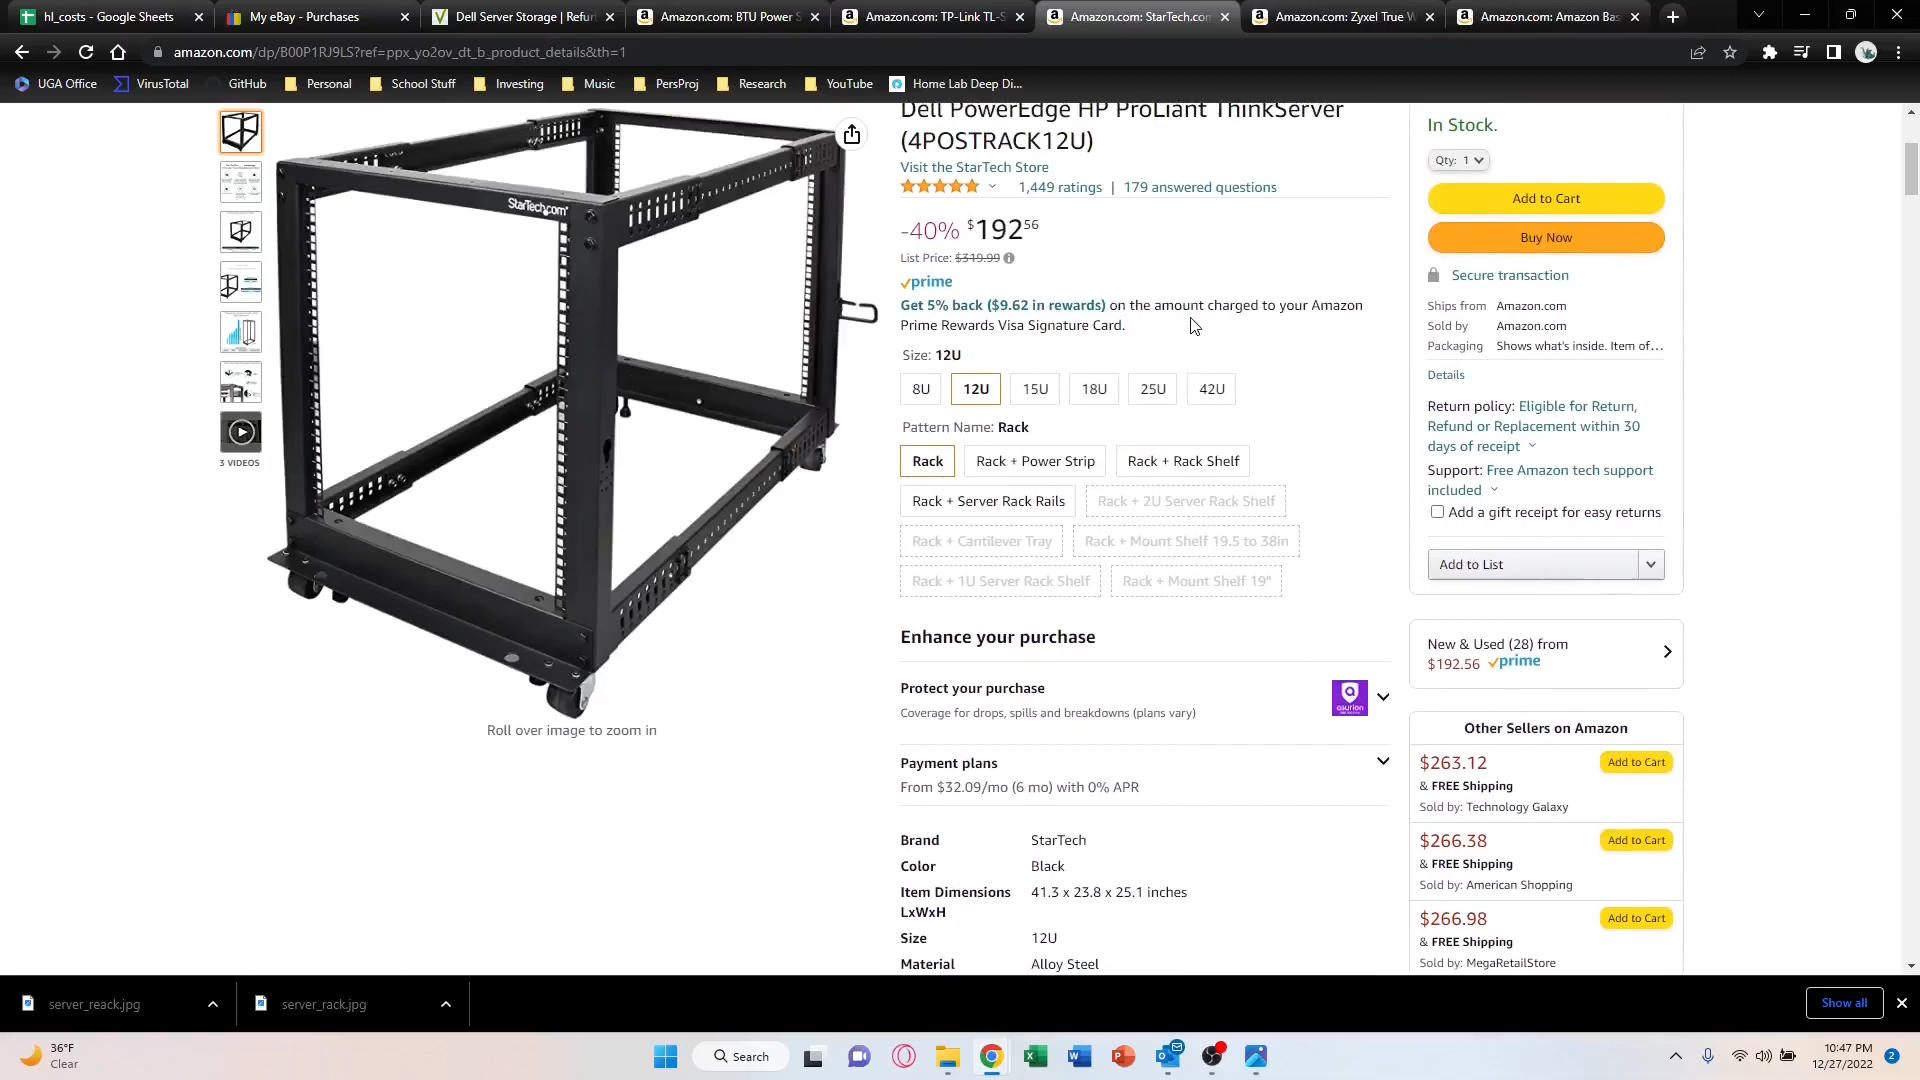 hl_costs - Google Sheets
My eBay - Purchases
Dell Server Storage | Refur
Amazon.com: BTU Power S
Amazon.com: TP-Link TL-S
Amazon.com: StarTech.com
Amazon.com: Zyxel True W
Amazon.com: Amazon Bas
amazon.com/dp/B00P1RJ9LS?ref=ppx_yo2ov_dt_b_product_details&th=1
UGA Office
VirusTotal
GitHub
Personal
School Stuff
Investing
Music
PersProj
Research
YouTube
Home Lab Deep Di...
StarTech.com
3 VIDEOS
Roll over image to zoom in
Dell PowerEdge HP ProLiant ThinkServer
(4POSTRACK12U)
Visit the StarTech Store
1,449 ratings | 179 answered questions
-40% $192 56
List Price: $319.99
prime
Get 5% back ($9.62 in rewards) on the amount charged to your Amazon
Prime Rewards Visa Signature Card.
Size: 12U
8U 12U 15U 18U 25U 42U
Pattern Name: Rack
Rack Rack + Power Strip Rack + Rack Shelf
Rack + Server Rack Rails Rack + 2U Server Rack Shelf
Rack + Cantilever Tray Rack + Mount Shelf 19.5 to 38in
Rack + 1U Server Rack Shelf Rack + Mount Shelf 19"
Enhance your purchase
Protect your purchase
Coverage for drops, spills and breakdowns (plans vary)
asurion
Payment plans
From $32.09/mo (6 mo) with 0% APR
Brand StarTech
Color Black
Item Dimensions 41.3 x 23.8 x 25.1 inches
LxWxH
Size 12U
Material Alloy Steel
In Stock.
Qty: 1
Add to Cart
Buy Now
Secure transaction
Ships from Amazon.com
Sold by Amazon.com
Packaging Shows what's inside. Item of...
Details
Return policy: Eligible for Return,
Refund or Replacement within 30
days of receipt
Support: Free Amazon tech support
included
Add a gift receipt for easy returns
Add to List
New & Used (28) from
$192.56 prime
Other Sellers on Amazon
$263.12 Add to Cart
& FREE Shipping
Sold by: Technology Galaxy
$266.38 Add to Cart
& FREE Shipping
Sold by: American Shopping
$266.98 Add to Cart
& FREE Shipping
Sold by: MegaRetailStore
server_reack.jpg
server_rack.jpg
Show all
36°F
Clear
Search
10:47 PM
12/27/2022
2